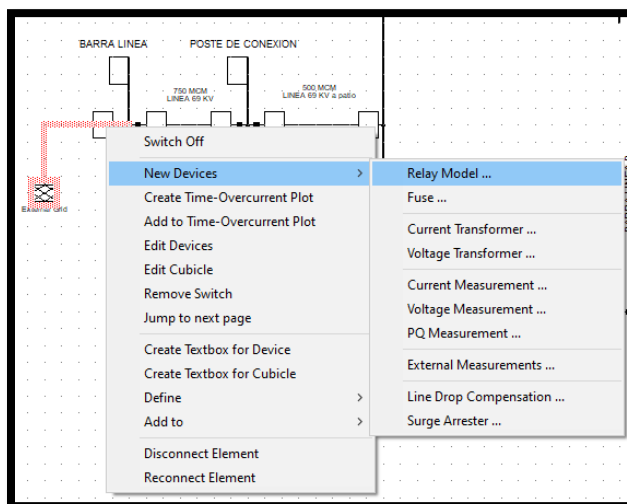 BARRA LINEA
POSTE DE CONEXION
750 MCM
LINEA 69 KV
500 MCM
LINEA 69 KV a patio
External Grid
Switch Off
New Devices
Create Time-Overcurrent Plot
Add to Time-Overcurrent Plot
Edit Devices
Edit Cubicle
Remove Switch
Jump to next page
Create Textbox for Device
Create Textbox for Cubicle
Define
Add to
Disconnect Element
Reconnect Element
Relay Model ...
Fuse ...
Current Transformer ...
Voltage Transformer ...
Current Measurement ...
Voltage Measurement ...
PQ Measurement ...
External Measurements ...
Line Drop Compensation ...
Surge Arrester ...